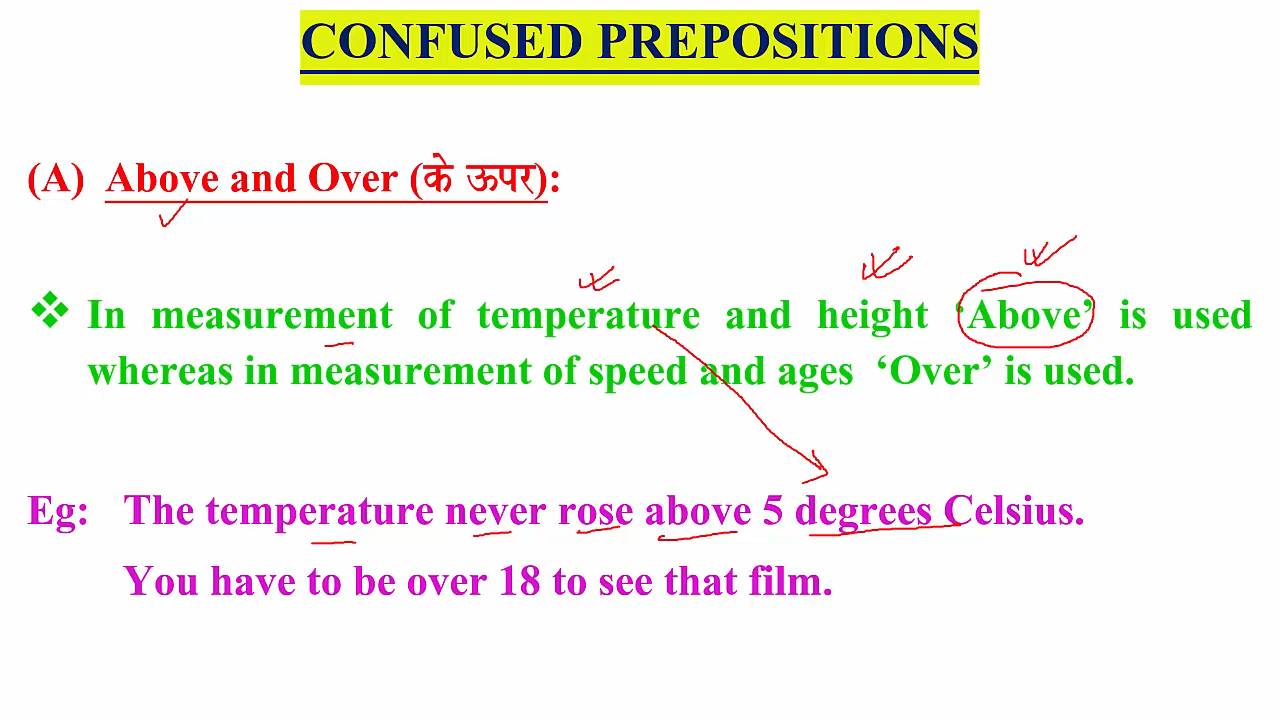 CONFUSED PREPOSITIONS
(A) Above and Over (के ऊपर):
❖ In measurement of temperature and height ‘Above’ is used
whereas in measurement of speed and ages ‘Over’ is used.
Eg: The temperature never rose above 5 degrees Celsius.
You have to be over 18 to see that film.